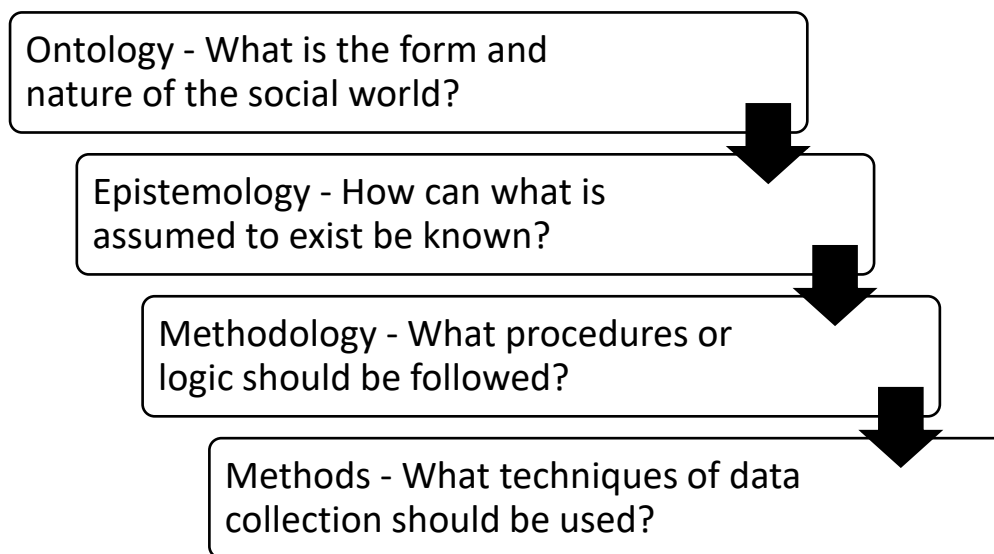 Ontology - What is the form and
nature of the social world?
Epistemology - How can what is
assumed to exist be known?
Methodology - What procedures or
logic should be followed?
Methods - What techniques of data
collection should be used?